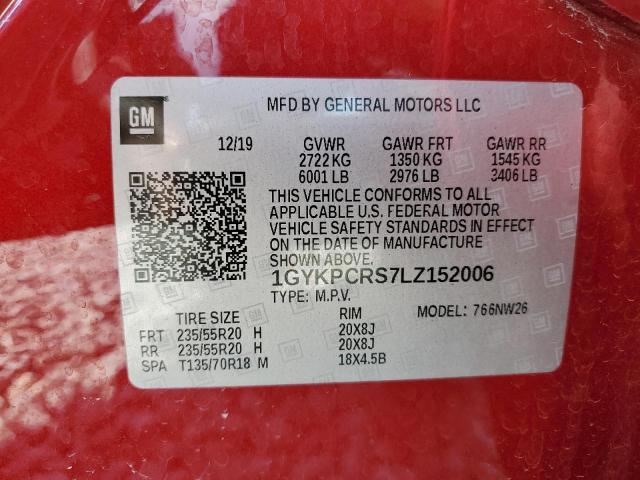 GM
MFD BY GENERAL MOTORS LLC
12/19 GVWR GAWR FRT GAWR RR
2722 KG 1350 KG 1545 KG
6001 LB 2976 LB 3406 LB
THIS VEHICLE CONFORMS TO ALL
APPLICABLE U.S. FEDERAL MOTOR
VEHICLE SAFETY STANDARDS IN EFFECT
ON THE DATE OF MANUFACTURE
SHOWN ABOVE.
1GYKPCRS7LZ152006
TYPE: M.P.V. MODEL: 766NW26
TIRE SIZE RIM
FRT 235/55R20 H 20X8J
RR 235/55R20 H 20X8J
SPA T135/70R18 M 18X4.5B